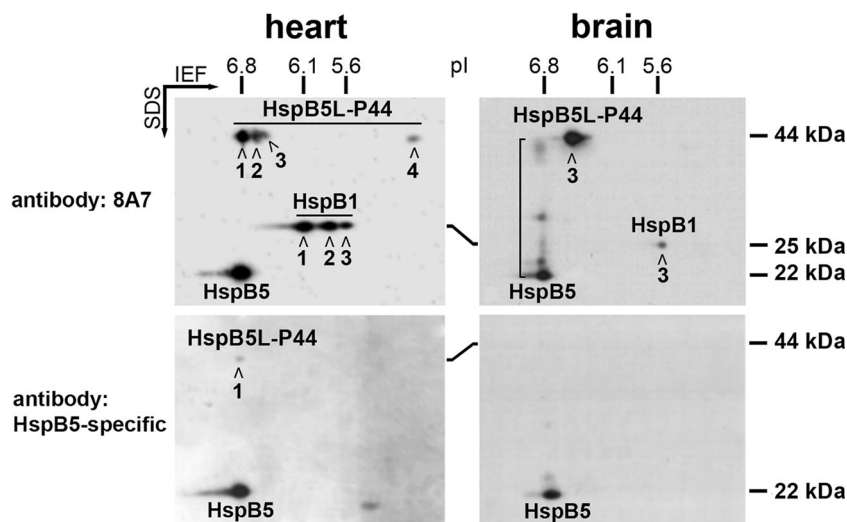 heart brain
6.8 6.1 5.6 pI 6.8 6.1 5.6
IEF
SDS
HspB5L-P44 HspB5L-P44 44 kDa
1 2 3 4 3
antibody: 8A7
HspB1 HspB1 25 kDa
1 2 3 3
HspB5 HspB5 22 kDa
HspB5L-P44 44 kDa
1
antibody:
HspB5-specific
HspB5 HspB5 22 kDa